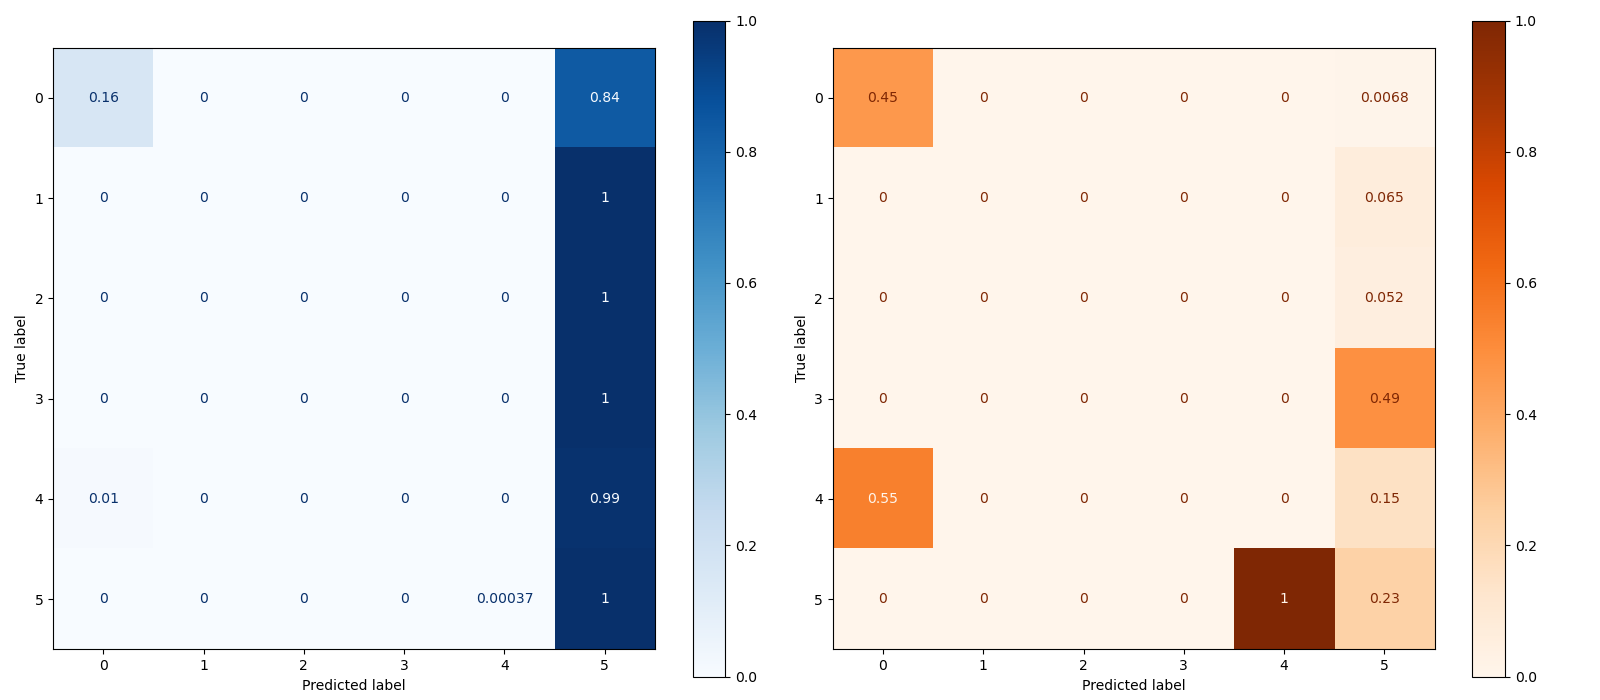 1.0 1.0
0 0.16 0 0 0 0 0.84 0 0.45 0 0 0 0 0.0068
0.8 0.8
1 0 0 0 0 0 1 1 0 0 0 0 0 0.065
0.6 0.6
2 0 0 0 0 0 1 2 0 0 0 0 0 0.052
True label True label
3 0 0 0 0 0 1 3 0 0 0 0 0 0.49
0.4 0.4
4 0.01 0 0 0 0 0.99 4 0.55 0 0 0 0 0.15
0.2 0.2
5 0 0 0 0 0.00037 1 5 0 0 0 0 1 0.23
0 1 2 3 4 5 0 1 2 3 4 5
0.0 0.0
Predicted label Predicted label